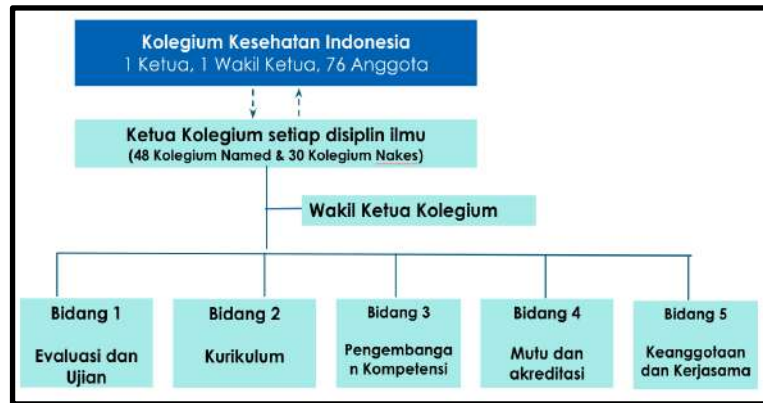 Kolegium Kesehatan Indonesia
1 Ketua, 1 Wakil Ketua, 76 Anggota
Ketua Kolegium setiap disiplin ilmu
(48 Kolegium Named & 30 Kolegium Nakes)
Wakil Ketua Kolegium
Bidang 1
Evaluasi dan
Ujian
Bidang 2
Kurikulum
Bidang 3
Pengembanga
n Kompetensi
Bidang 4
Mutu dan
akreditasi
Bidang 5
Keanggotaan
dan Kerjasama